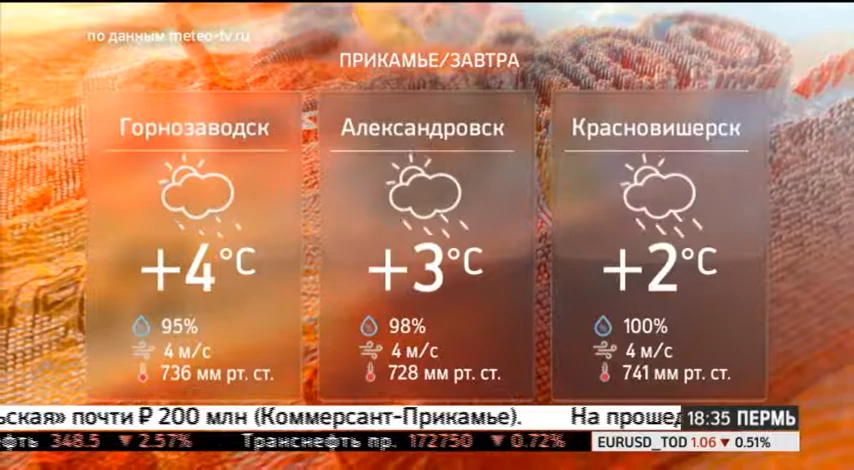 по данным meteo-tv.ru
ПРИКАМЬЕ/ЗАВТРА
Горнозаводск
+4°C
95%
4 м/с
736 мм рт. ст.
Александровск
+3°C
98%
4 м/с
728 мм рт. ст.
Красновишерск
+2°C
100%
4 м/с
741 мм рт. ст.
ьская» почти ₽ 200 млн (Коммерсант-Прикамье). На прошед
18:35 ПЕРМЬ
ефть 348.5 ▼ 2.57% Транснефть пр. 172750 ▼ 0.72%
EURUSD_TOD 1.06 ▼ 0.51%